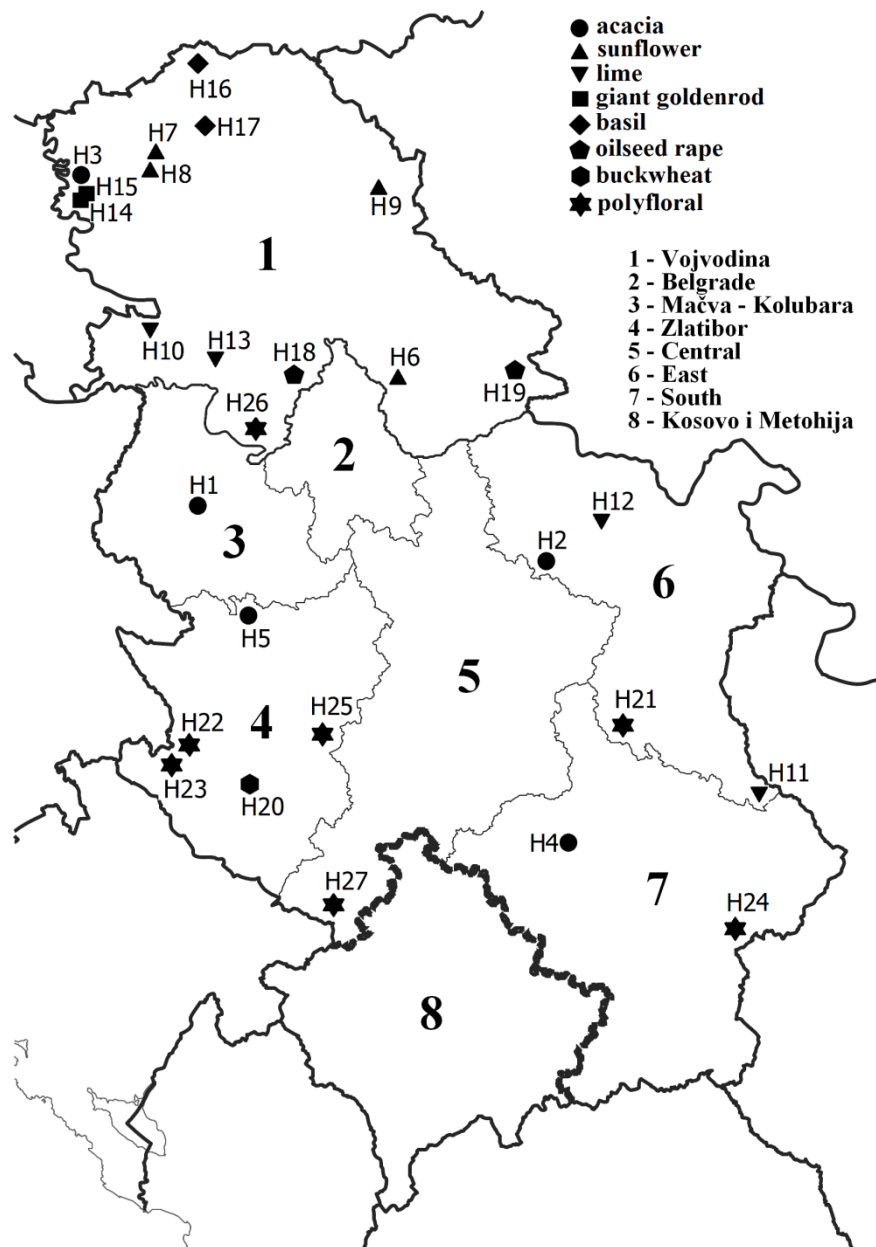 acacia
sunflower
lime
giant goldenrod
basil
oilseed rape
buckwheat
polyfloral
1 - Vojvodina
2 - Belgrade
3 - Mačva - Kolubara
4 - Zlatibor
5 - Central
6 - East
7 - South
8 - Kosovo i Metohija
H16
H17
H7
H3
H8
H15
H14
H9
1
H10
H13
H18
H6
H19
H26
2
H1
H12
3
H2
6
H5
5
H25
4
H21
H22
H23
H20
H11
H4
7
H27
H24
8